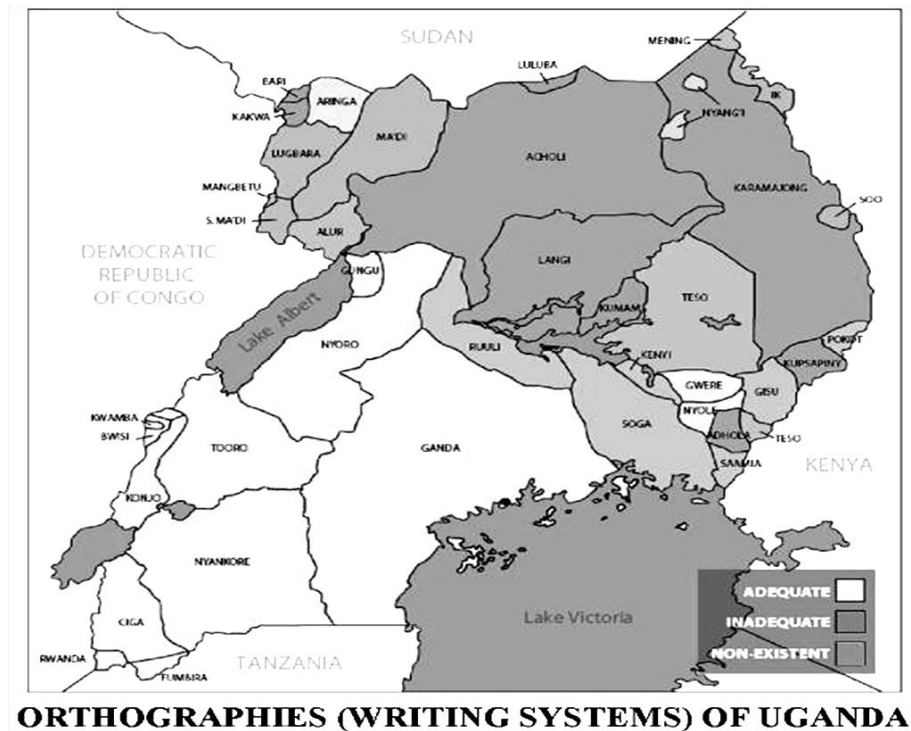 SUDAN
MENING
LULUBA
BARI
ARINGA
IK
KAKWA
NYANG'I
MA'DI
LUGBARA
ACHOLI
MANGBETU
KARAMAJONG
SOO
S. MA'DI
ALUR
DEMOCRATIC
REPUBLIC
OF CONGO
LANGI
GUNGU
TESO
KUMAM
Lake Albert
NYORO
RUULI
KENYI
POKOT
KUPSAPINY
GWERE
GISU
KWAMBA
NYOLE
BWISI
SOGA
TOORO
GANDA
ADHOLA
TESO
SAAMIA
KENYA
KONJO
NYANKORE
ADEQUATE
Lake Victoria
INADEQUATE
CIGA
NON-EXISTENT
RWANDA
TANZANIA
FUMBIRA
ORTHOGRAPHIES (WRITING SYSTEMS) OF UGANDA